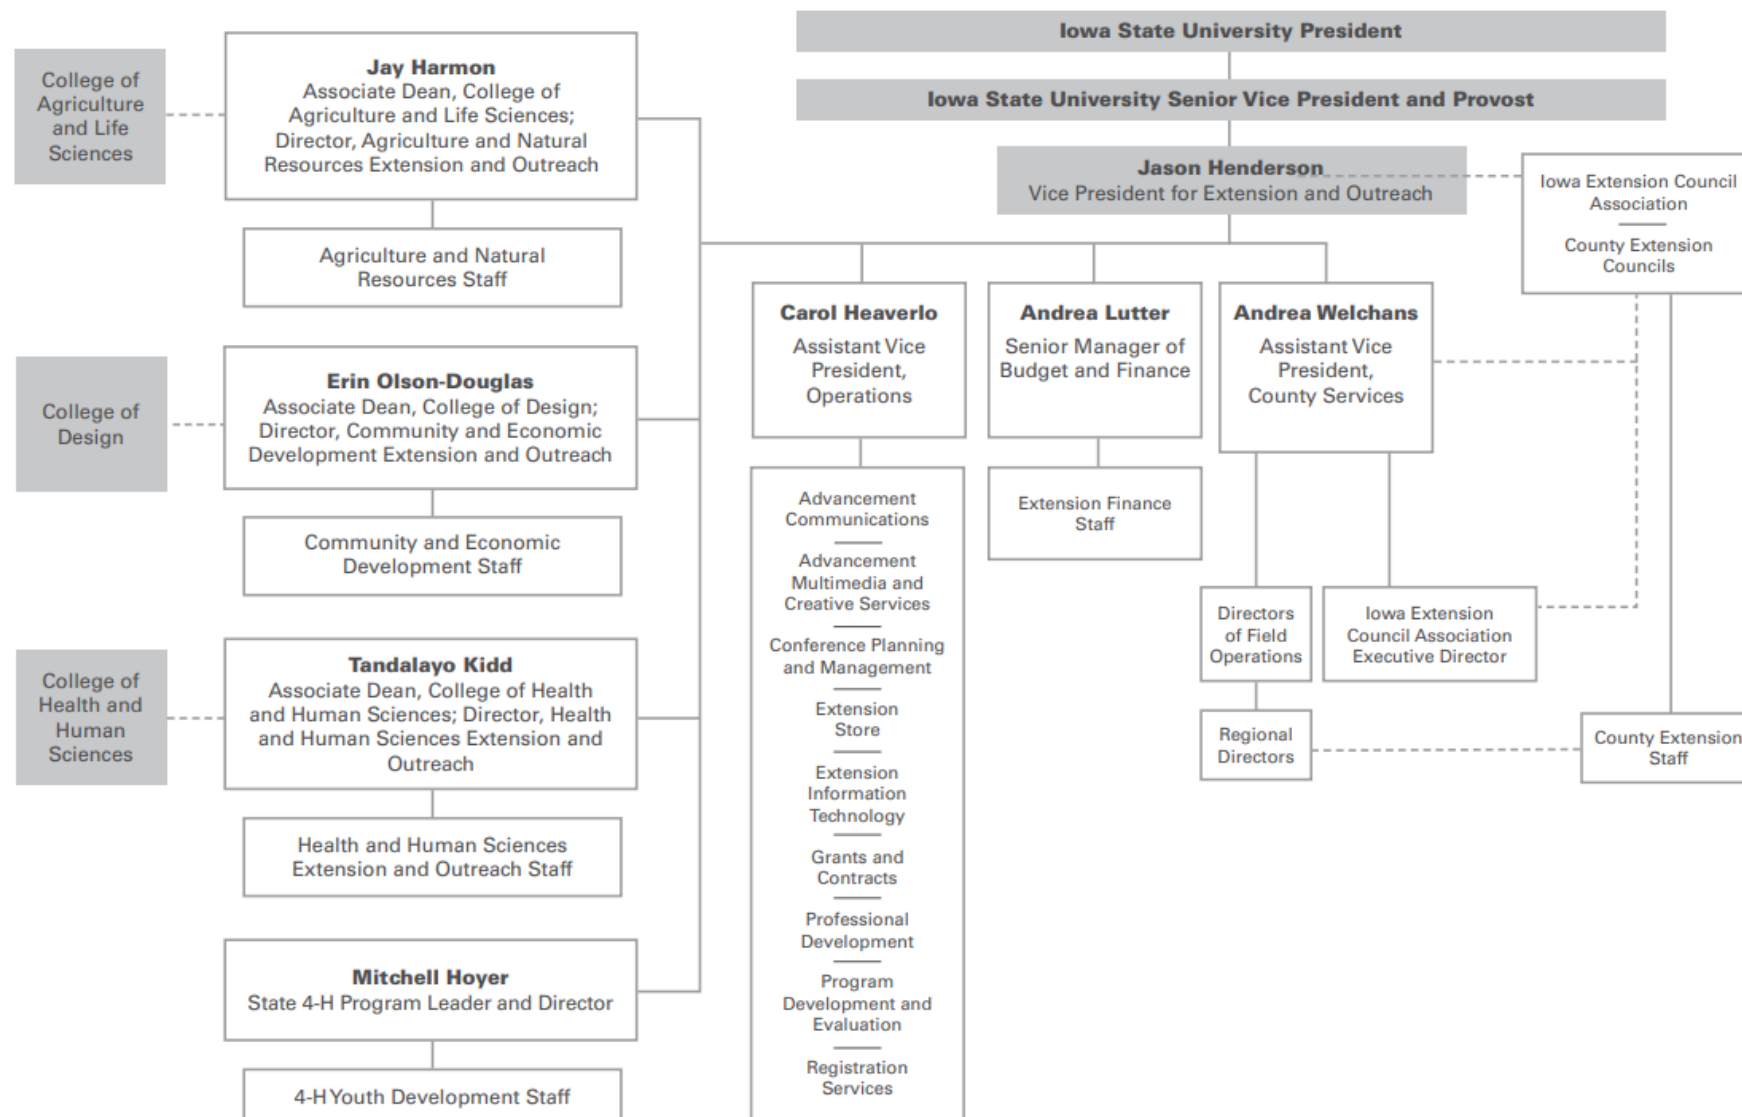 Iowa State University President
Iowa State University Senior Vice President and Provost
Jason Henderson
Vice President for Extension and Outreach
Iowa Extension Council
Association
County Extension
Councils
College of
Agriculture
and Life
Sciences
Jay Harmon
Associate Dean, College of
Agriculture and Life Sciences;
Director, Agriculture and Natural
Resources Extension and Outreach
Agriculture and Natural
Resources Staff
College of
Design
Erin Olson-Douglas
Associate Dean, College of Design;
Director, Community and Economic
Development Extension and Outreach
Community and Economic
Development Staff
College of
Health and
Human
Sciences
Tandalayo Kidd
Associate Dean, College of Health
and Human Sciences; Director, Health
and Human Sciences Extension and
Outreach
Health and Human Sciences
Extension and Outreach Staff
Mitchell Hoyer
State 4-H Program Leader and Director
4-H Youth Development Staff
Carol Heaverlo
Assistant Vice
President,
Operations
Advancement
Communications
Advancement
Multimedia and
Creative Services
Conference Planning
and Management
Extension
Store
Extension
Information
Technology
Grants and
Contracts
Professional
Development
Program
Development and
Evaluation
Registration
Services
Andrea Lutter
Senior Manager of
Budget and Finance
Extension Finance
Staff
Andrea Welchans
Assistant Vice
President,
County Services
Directors
of Field
Operations
Regional
Directors
Iowa Extension
Council Association
Executive Director
County Extension
Staff